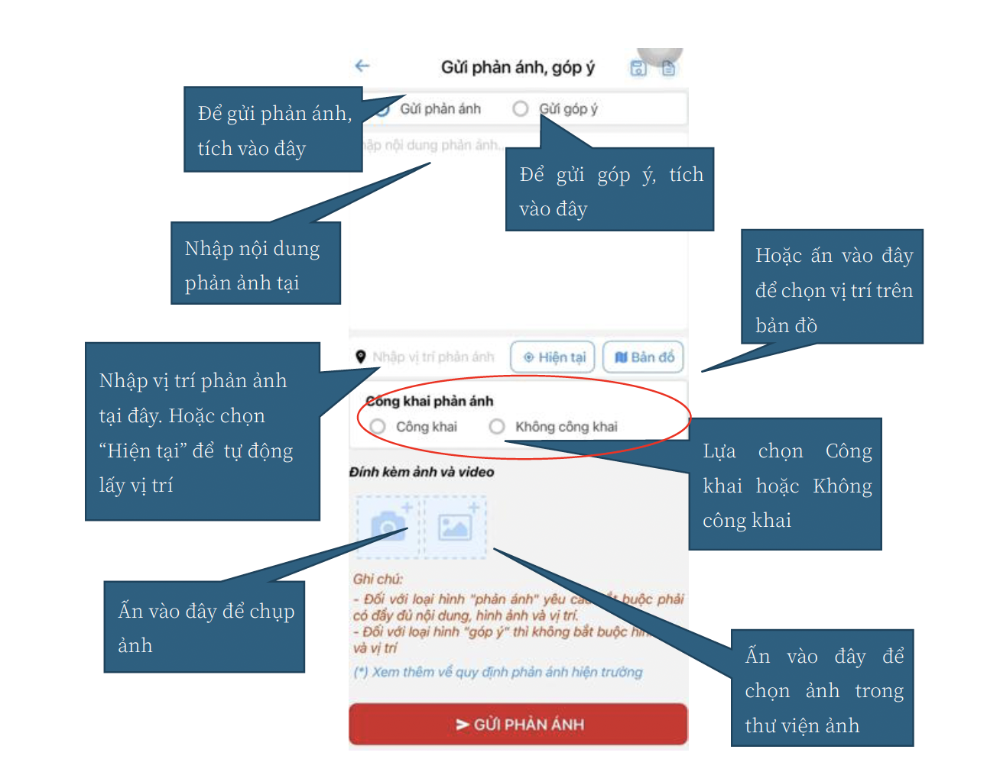 Gửi phản ánh, góp ý
Để gửi phản ánh,
tích vào đây
Gửi phản ánh
Gửi góp ý
nội dung phản ánh...
Để gửi góp ý, tích
vào đây
Nhập nội dung
phản ảnh tại
Hoặc ấn vào đây
để chọn vị trí trên
bản đồ
Nhập vị trí phản ánh
Hiện tại
Bản đồ
Nhập vị trí phản ảnh
tại đây. Hoặc chọn
“Hiện tại” để tự động
lấy vị trí
Công khai phản ánh
Công khai
Không công khai
Lựa chọn Công
khai hoặc Không
công khai
Đính kèm ảnh và video
Ấn vào đây để chụp
ảnh
Ghi chú:
- Đối với loại hình "phản ánh" yêu buộc phải
có đầy đủ nội dung, hình ảnh và vị trí.
- Đối với loại hình "góp ý" thì không bắt buộc
và vị trí
(*) Xem thêm về quy định phản ánh hiện trường
Ấn vào đây để
chọn ảnh trong
thư viện ảnh
GỬI PHẢN ÁNH